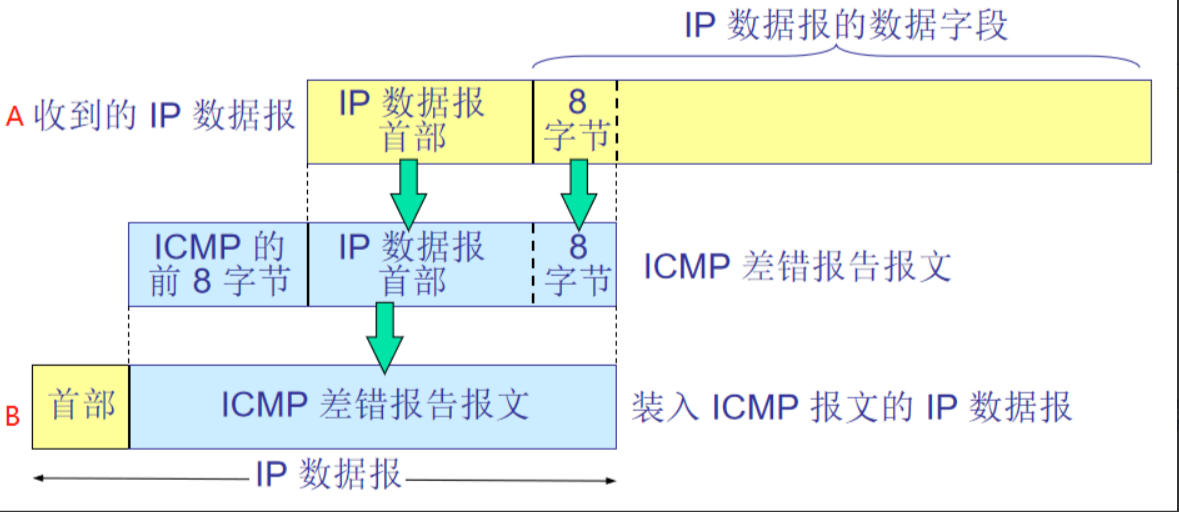 IP 数据报的数据字段
A 收到的 IP 数据报
IP 数据报
首部
8
字节
ICMP 的
前 8 字节
IP 数据报
首部
8
字节
ICMP 差错报告报文
B
首部
ICMP 差错报告报文
装入 ICMP 报文的 IP 数据报
IP 数据报